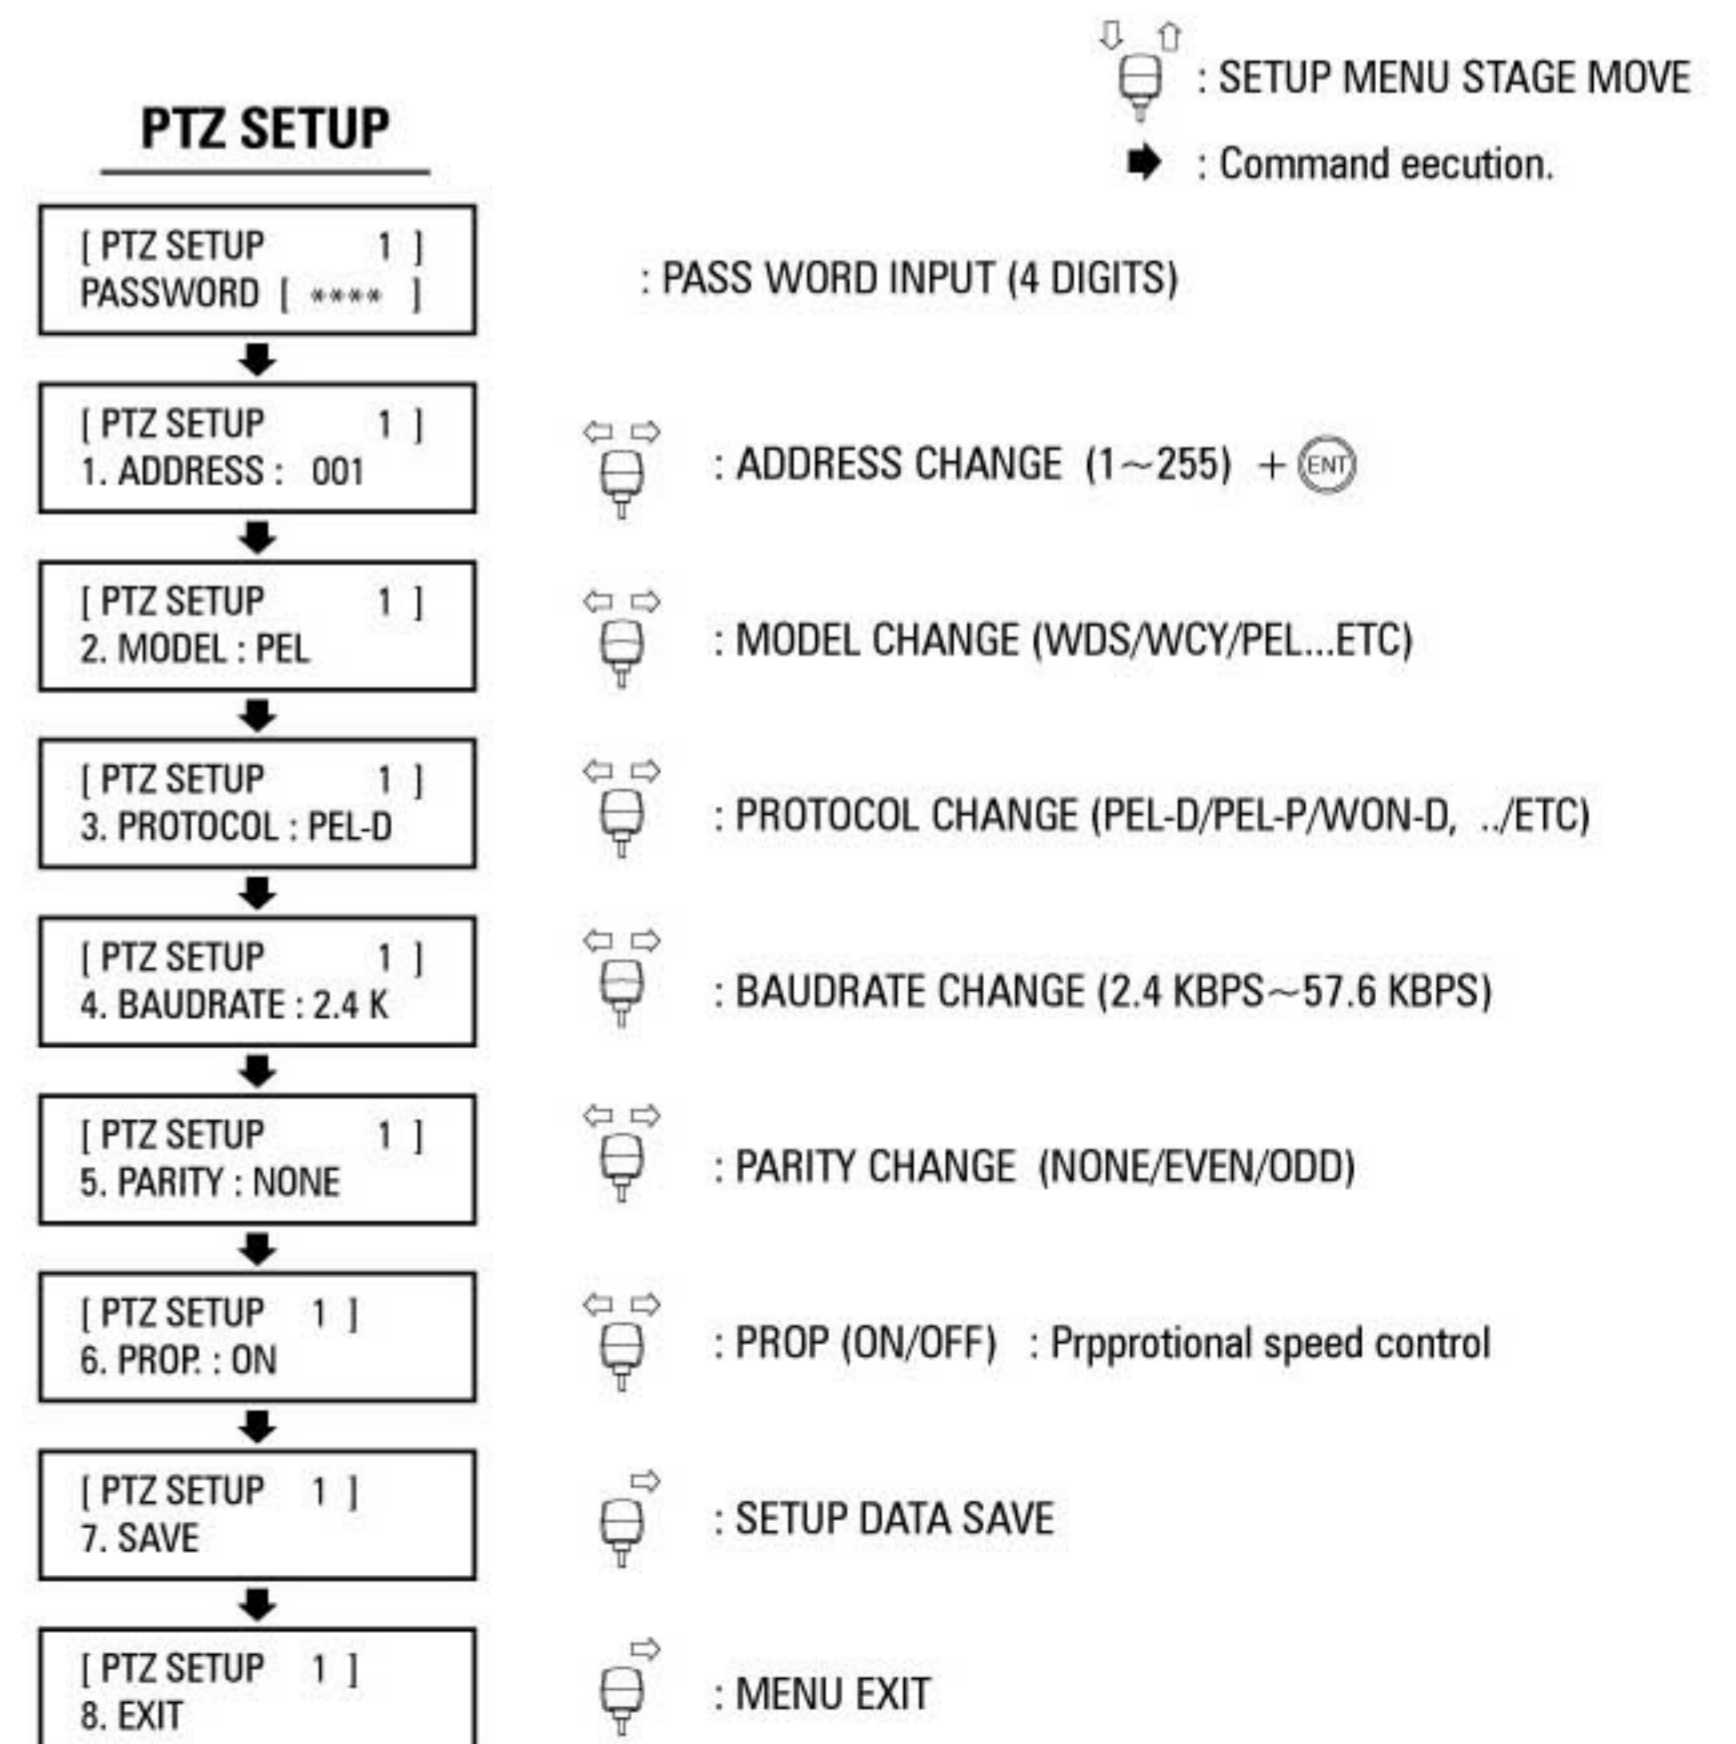 : SETUP MENU STAGE MOVE
PTZ SETUP
: Command eecution.
[ PTZ SETUP 1 ]
PASSWORD [ **** ]
: PASS WORD INPUT (4 DIGITS)
[ PTZ SETUP 1 ]
1. ADDRESS : 001
: ADDRESS CHANGE (1~255) + ENT
[ PTZ SETUP 1 ]
2. MODEL : PEL
: MODEL CHANGE (WDS/WCY/PEL...ETC)
[ PTZ SETUP 1 ]
3. PROTOCOL : PEL-D
: PROTOCOL CHANGE (PEL-D/PEL-P/WON-D, ../ETC)
[ PTZ SETUP 1 ]
4. BAUDRATE : 2.4 K
: BAUDRATE CHANGE (2.4 KBPS~57.6 KBPS)
[ PTZ SETUP 1 ]
5. PARITY : NONE
: PARITY CHANGE (NONE/EVEN/ODD)
[ PTZ SETUP 1 ]
6. PROP. : ON
: PROP (ON/OFF) : Prpprotional speed control
[ PTZ SETUP 1 ]
7. SAVE
: SETUP DATA SAVE
[ PTZ SETUP 1 ]
8. EXIT
: MENU EXIT